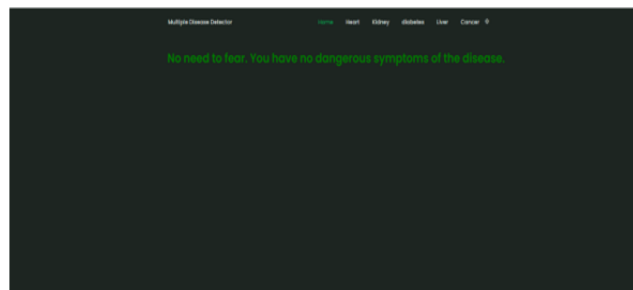 Multiple Disease Detector Home Heart Kidney diabetes Liver Cancer
No need to fear. You have no dangerous symptoms of the disease.